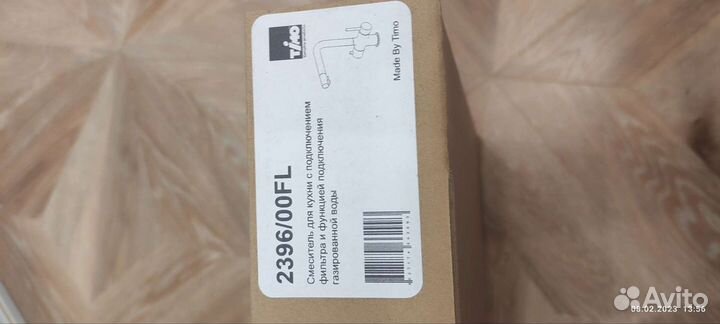 TIMO
Made By Timo
2396/00FL
Смеситель для кухни с подключением
фильтра и функцией подключения
газированной воды
Avito
09.02.2023 13:56